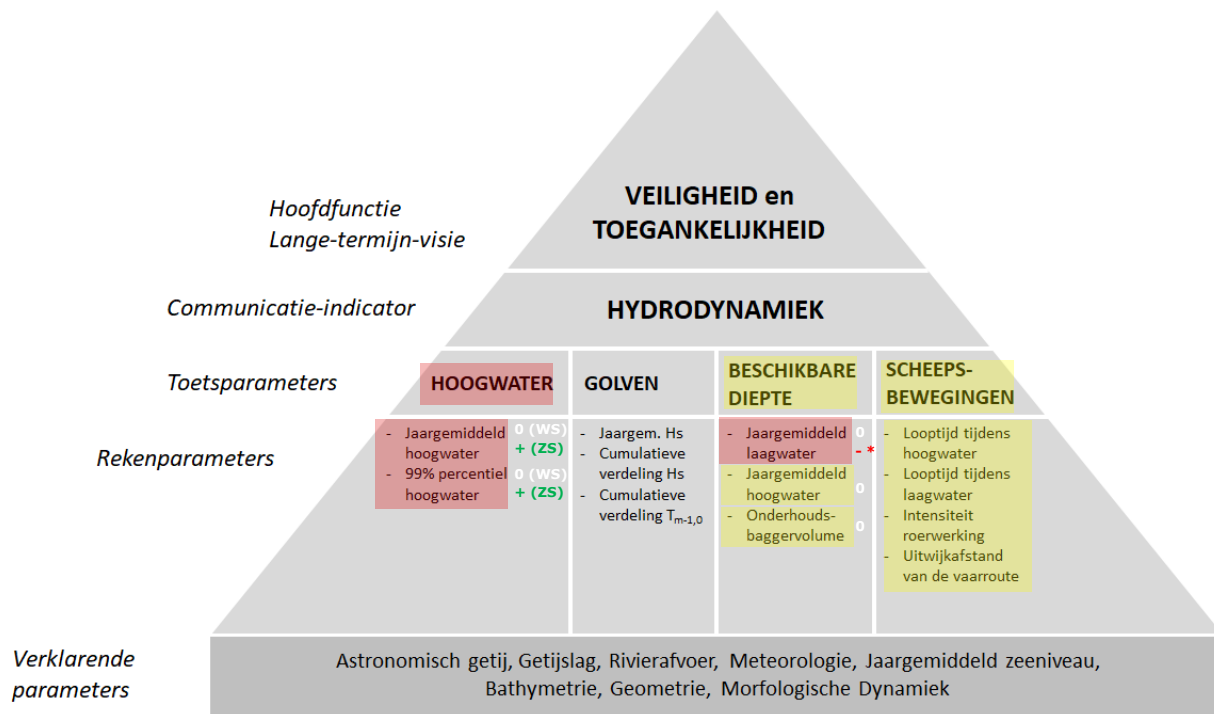 VEILIGHEID en
TOEGANKELIJKHEID
Hoofdfunctie
Lange-termijn-visie
Communicatie-indicator
HYDRODYNAMIEK
Toetsparameters
HOOGWATER
GOLVEN
BESCHIKBARE
DIEPTE
SCHEEPS-
BEWEGINGEN
Rekenparameters
- Jaargemiddeld 0 (WS)
hoogwater + (ZS)
- 99% percentiel 0 (WS)
hoogwater + (ZS)
- Jaargem. Hs
- Cumulatieve
verdeling Hs
- Cumulatieve
verdeling Tm-1,0
- Jaargemiddeld 0
laagwater - *
- Jaargemiddeld
hoogwater 0
- Onderhouds-
baggervolume 0
- Looptijd tijdens
hoogwater
- Looptijd tijdens
laagwater
- Intensiteit
roerwerking
- Uitwijkafstand
van de vaarroute
Verklarende
parameters
Astronomisch getij, Getijslag, Rivierafvoer, Meteorologie, Jaargemiddeld zeeniveau,
Bathymetrie, Geometrie, Morfologische Dynamiek